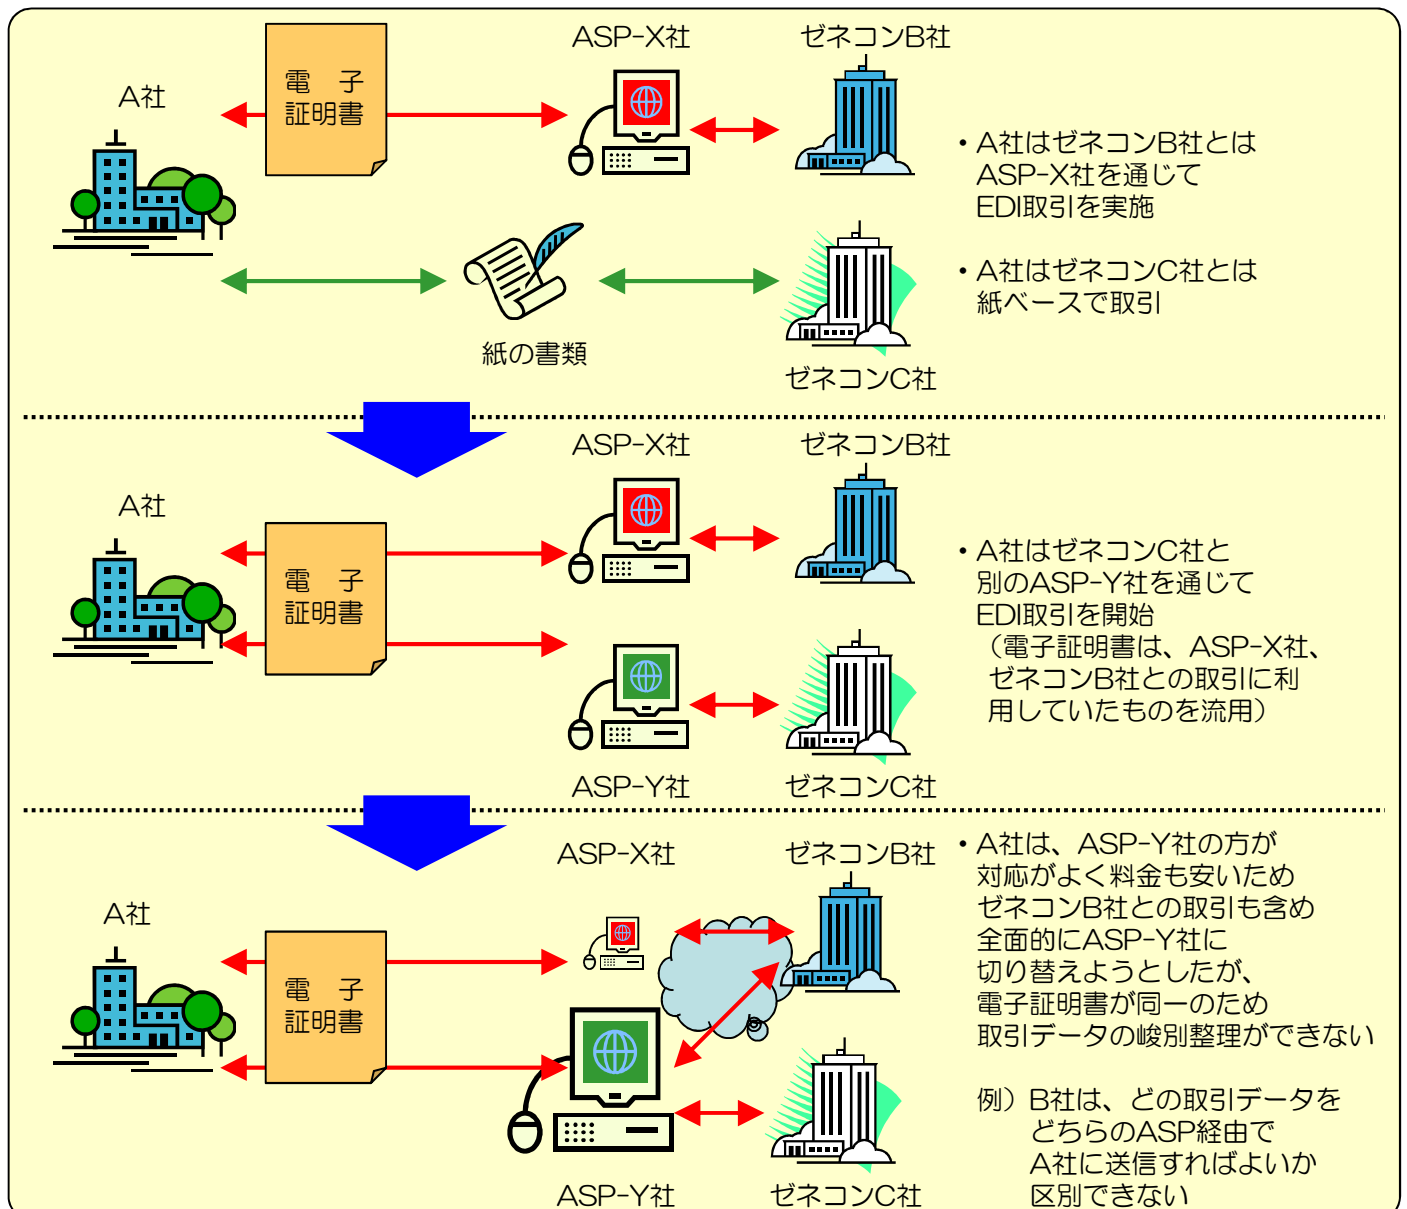 ASP-X社
ゼネコンB社
A社
電　子
証明書
・A社はゼネコンB社とは
ASP-X社を通じて
EDI取引を実施
・A社はゼネコンC社とは
紙ベースで取引
紙の書類
ゼネコンC社
ASP-X社
ゼネコンB社
A社
電　子
証明書
・A社はゼネコンC社と
別のASP-Y社を通じて
EDI取引を開始
（電子証明書は、ASP-X社、
ゼネコンB社との取引に利
用していたものを流用）
ASP-Y社
ゼネコンC社
ASP-X社
ゼネコンB社
A社
電　子
証明書
・A社は、ASP-Y社の方が
対応がよく料金も安いため
ゼネコンB社との取引も含め
全面的にASP-Y社に
切り替えようとしたが、
電子証明書が同一のため
取引データの峻別整理ができない
例）B社は、どの取引データを
どちらのASP経由で
A社に送信すればよいか
区別できない
ASP-Y社
ゼネコンC社